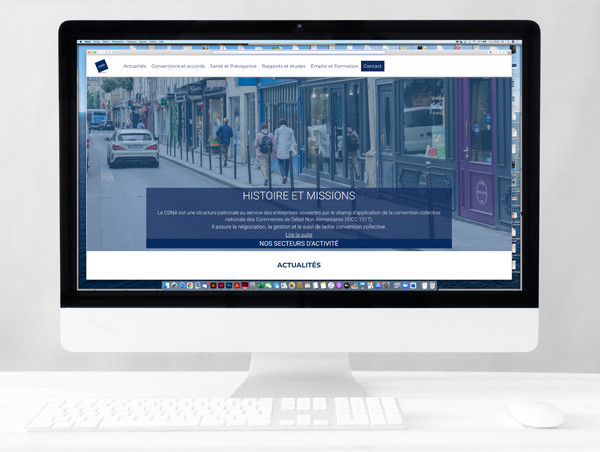 Actualités Conventions et accords Santé et Prévoyance Rapports et études Emploi et Formation Contact
HISTOIRE ET MISSIONS
Le CDNA est une structure patronale au service des entreprises couvertes par le champ d'application de la convention collective
nationale des Commerces de Détail Non Alimentaires (IDCC 1517).
Il assure la négociation, la gestion et le suivi de ladite convention collective.
Lire la suite
NOS SECTEURS D'ACTIVITÉ
ACTUALITÉS